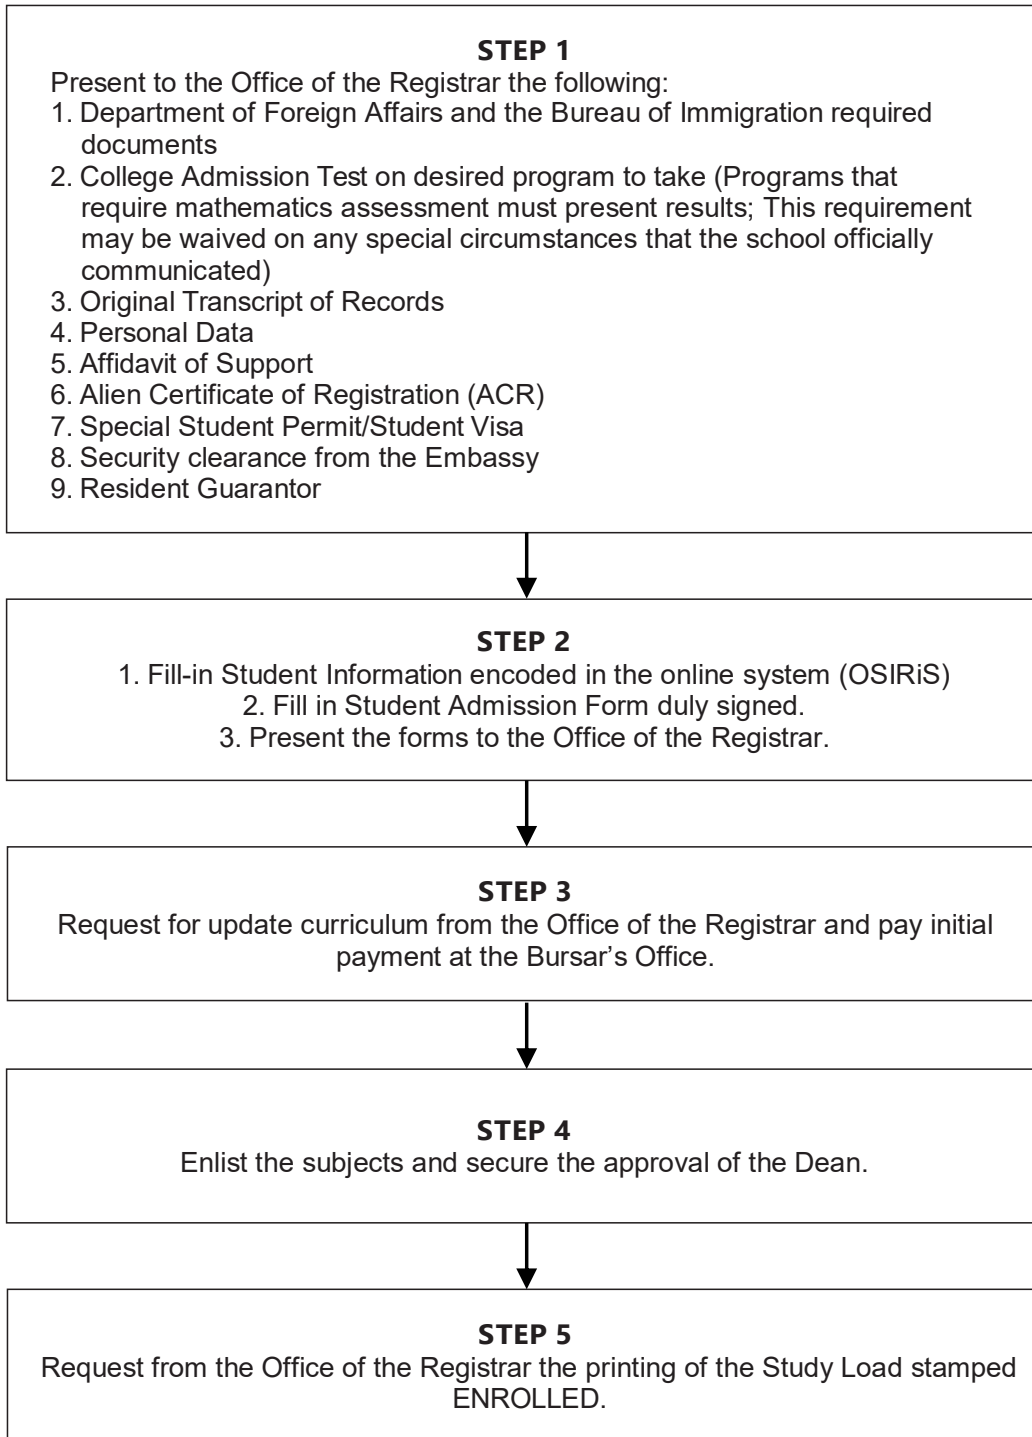 STEP 1
Present to the Office of the Registrar the following:
1. Department of Foreign Affairs and the Bureau of Immigration required
documents
2. College Admission Test on desired program to take (Programs that
require mathematics assessment must present results; This requirement
may be waived on any special circumstances that the school officially
communicated)
3. Original Transcript of Records
4. Personal Data
5. Affidavit of Support
6. Alien Certificate of Registration (ACR)
7. Special Student Permit/Student Visa
8. Security clearance from the Embassy
9. Resident Guarantor
STEP 2
1. Fill-in Student Information encoded in the online system (OSIRiS)
2. Fill in Student Admission Form duly signed.
3. Present the forms to the Office of the Registrar.
STEP 3
Request for update curriculum from the Office of the Registrar and pay initial
payment at the Bursar’s Office.
STEP 4
Enlist the subjects and secure the approval of the Dean.
STEP 5
Request from the Office of the Registrar the printing of the Study Load stamped
ENROLLED.